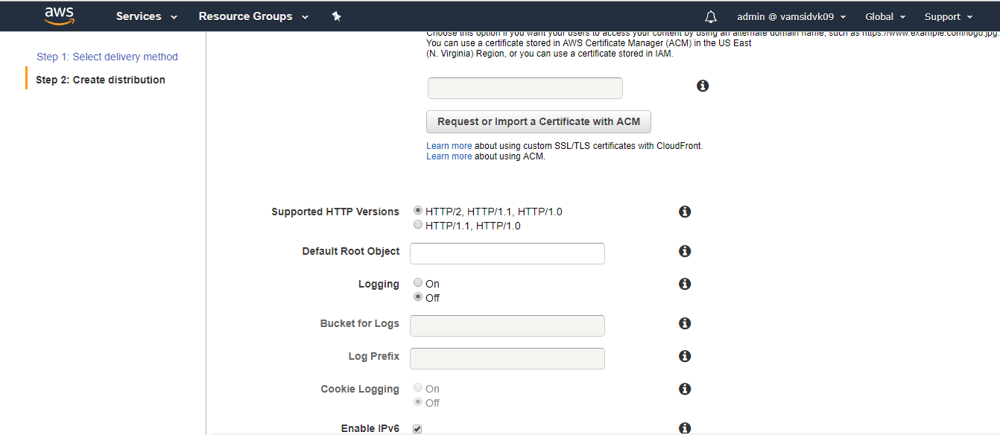 aws Services Resource Groups admin @ vamsidvk09 Global Support
Choose this option if you want your users to access your content by using an alternate domain name, such as https://www.example.com/logo.jpg.
Step 1: Select delivery method
You can use a certificate stored in AWS Certificate Manager (ACM) in the US East
(N. Virginia) Region, or you can use a certificate stored in IAM.
Step 2: Create distribution
Request or Import a Certificate with ACM
Learn more about using custom SSL/TLS certificates with CloudFront.
Learn more about using ACM.
Supported HTTP Versions HTTP/2, HTTP/1.1, HTTP/1.0
HTTP/1.1, HTTP/1.0
Default Root Object
Logging On
Off
Bucket for Logs
Log Prefix
Cookie Logging On
Off
Enable IPv6